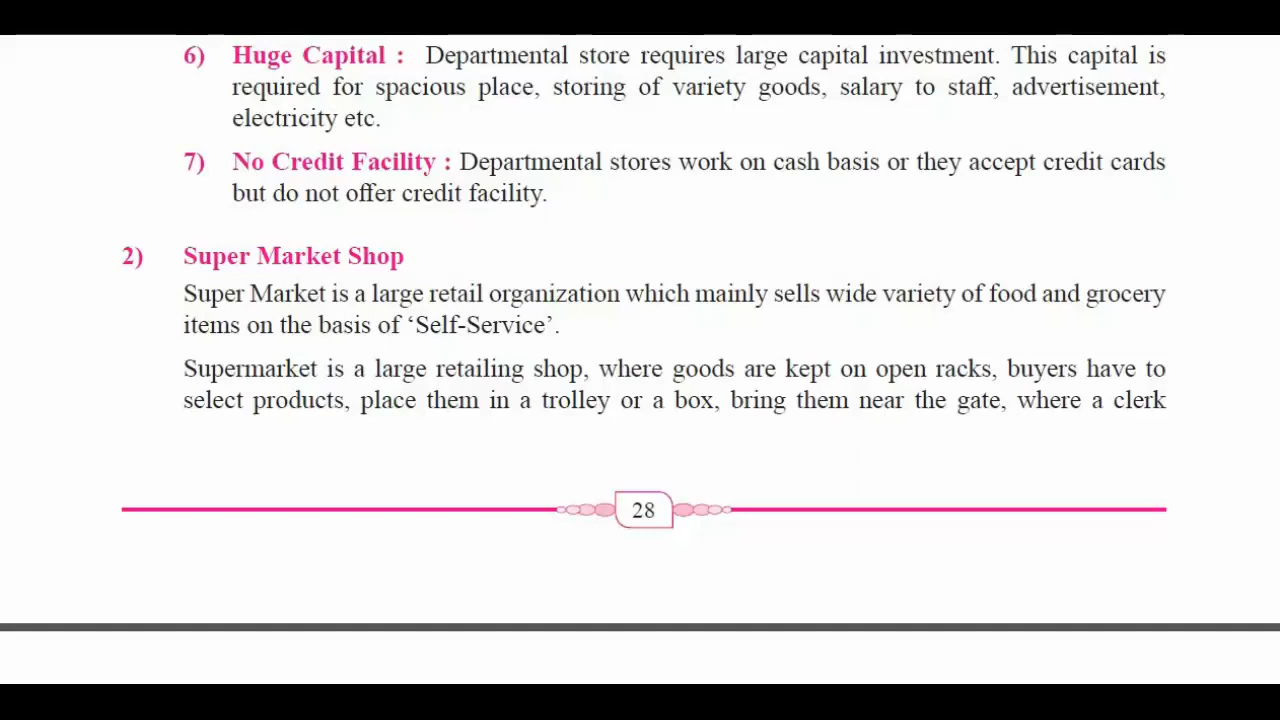 6) Huge Capital : Departmental store requires large capital investment. This capital is
required for spacious place, storing of variety goods, salary to staff, advertisement,
electricity etc.
7) No Credit Facility : Departmental stores work on cash basis or they accept credit cards
but do not offer credit facility.
2) Super Market Shop
Super Market is a large retail organization which mainly sells wide variety of food and grocery
items on the basis of ‘Self-Service’.
Supermarket is a large retailing shop, where goods are kept on open racks, buyers have to
select products, place them in a trolley or a box, bring them near the gate, where a clerk
28